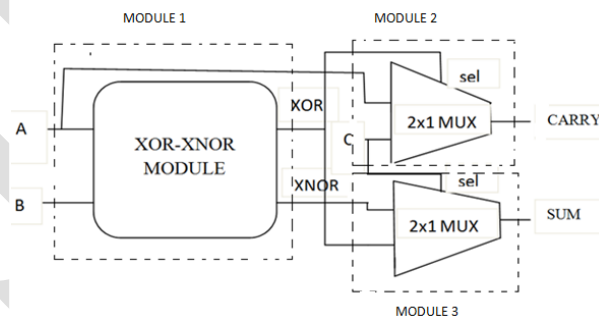 MODULE 1
MODULE 2
sel
XOR
A
2x1 MUX
CARRY
XOR-XNOR
MODULE
C
XNOR
sel
B
2x1 MUX
SUM
MODULE 3